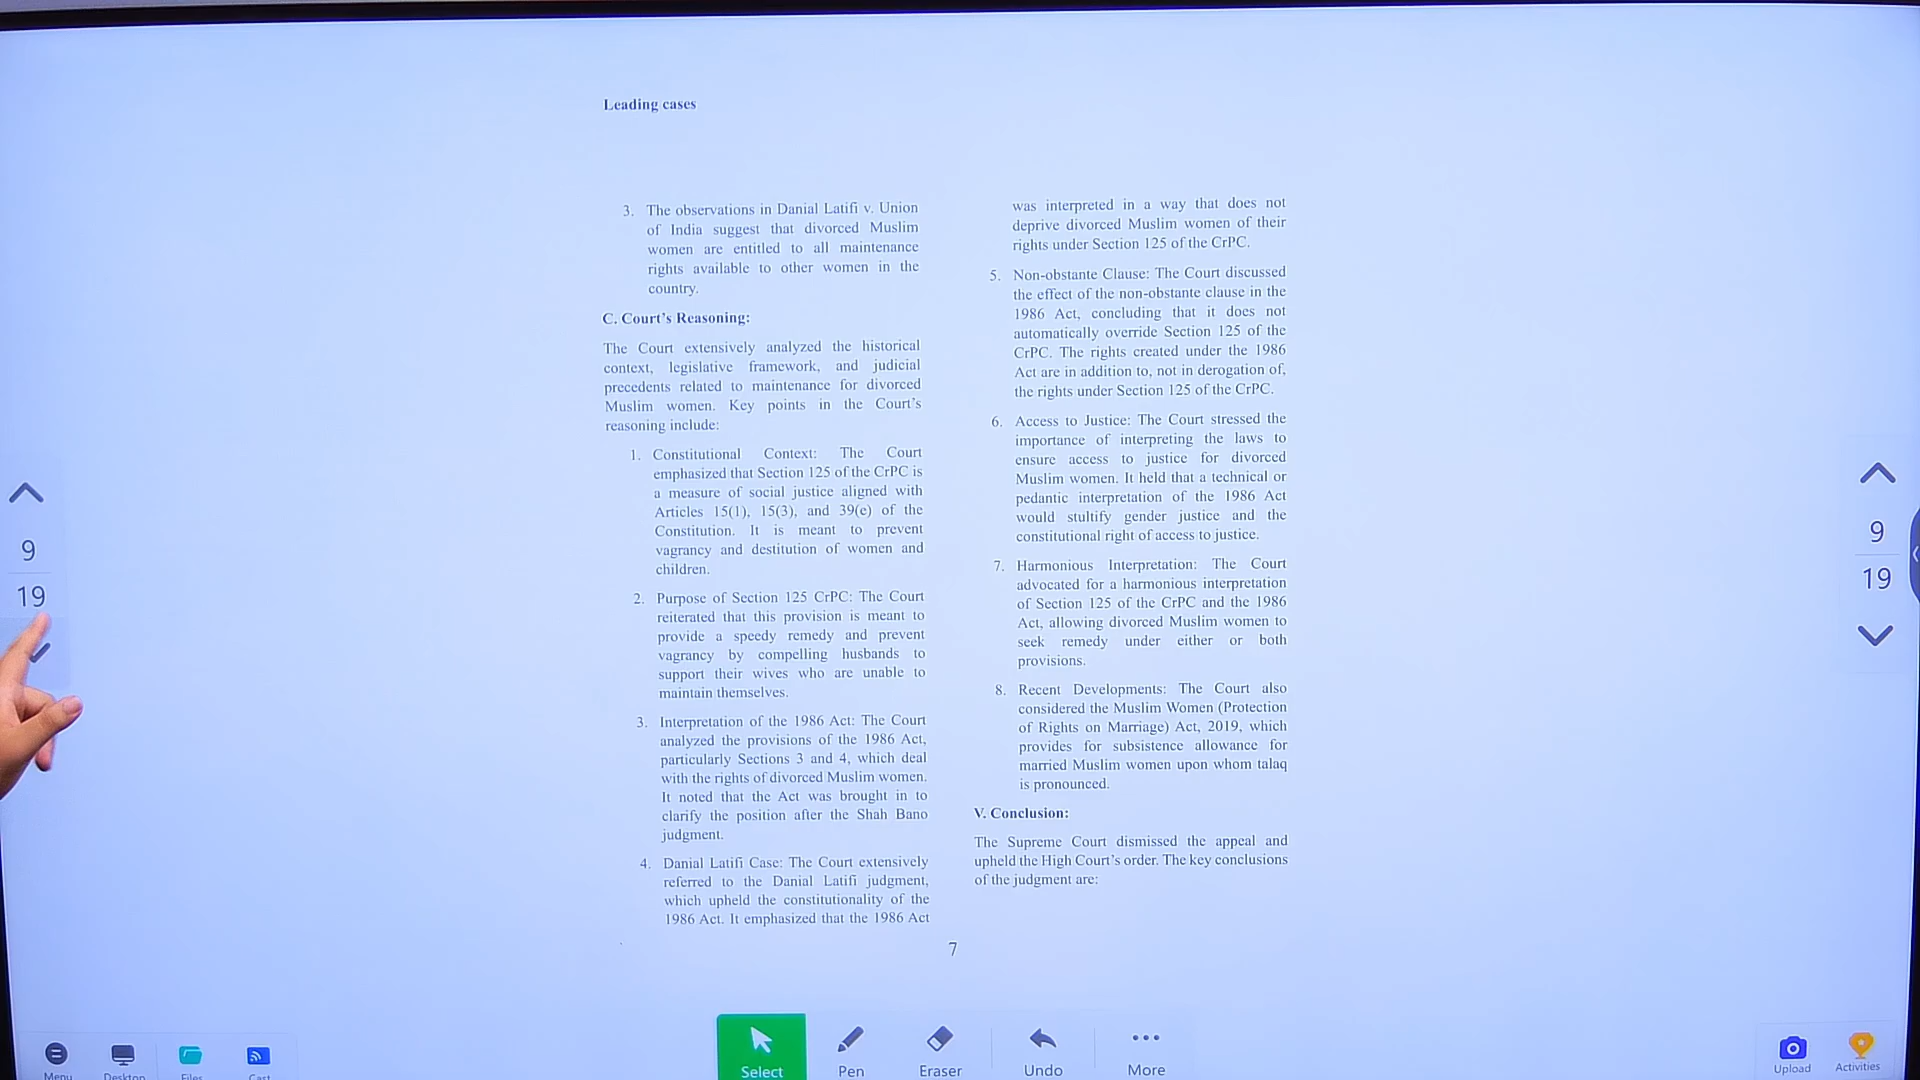 Leading cases
3. The observations in Danial Latifi v. Union
of India suggest that divorced Muslim
women are entitled to all maintenance
rights available to other women in the
country.
C. Court's Reasoning:
The Court extensively analyzed the historical
context, legislative framework, and judicial
precedents related to maintenance for divorced
Muslim women. Key points in the Court's
reasoning include:
1. Constitutional Context: The Court
emphasized that Section 125 of the CrPC is
a measure of social justice aligned with
Articles 15(1), 15(3), and 39(e) of the
Constitution. It is meant to prevent
vagrancy and destitution of women and
children.
2. Purpose of Section 125 CrPC: The Court
reiterated that this provision is meant to
provide a speedy remedy and prevent
vagrancy by compelling husbands to
support their wives who are unable to
maintain themselves.
3. Interpretation of the 1986 Act: The Court
analyzed the provisions of the 1986 Act,
particularly Sections 3 and 4, which deal
with the rights of divorced Muslim women.
It noted that the Act was brought in to
clarify the position after the Shah Bano
judgment.
4. Danial Latifi Case: The Court extensively
referred to the Danial Latifi judgment,
which upheld the constitutionality of the
1986 Act. It emphasized that the 1986 Act
was interpreted in a way that does not
deprive divorced Muslim women of their
rights under Section 125 of the CrPC.
5. Non-obstante Clause: The Court discussed
the effect of the non-obstante clause in the
1986 Act, concluding that it does not
automatically override Section 125 of the
CrPC. The rights created under the 1986
Act are in addition to, not in derogation of,
the rights under Section 125 of the CrPC.
6. Access to Justice: The Court stressed the
importance of interpreting the laws to
ensure access to justice for divorced
Muslim women. It held that a technical or
pedantic interpretation of the 1986 Act
would stultify gender justice and the
constitutional right of access to justice.
7. Harmonious Interpretation: The Court
advocated for a harmonious interpretation
of Section 125 of the CrPC and the 1986
Act, allowing divorced Muslim women to
seek remedy under either or both
provisions.
8. Recent Developments: The Court also
considered the Muslim Women (Protection
of Rights on Marriage) Act, 2019, which
provides for subsistence allowance for
married Muslim women upon whom talaq
is pronounced.
V. Conclusion:
The Supreme Court dismissed the appeal and
upheld the High Court's order. The key conclusions
of the judgment are:
7
9
19
9
19
Menu
Desktop
Files
Cast
Select
Pen
Eraser
Undo
More
Upload
Activities